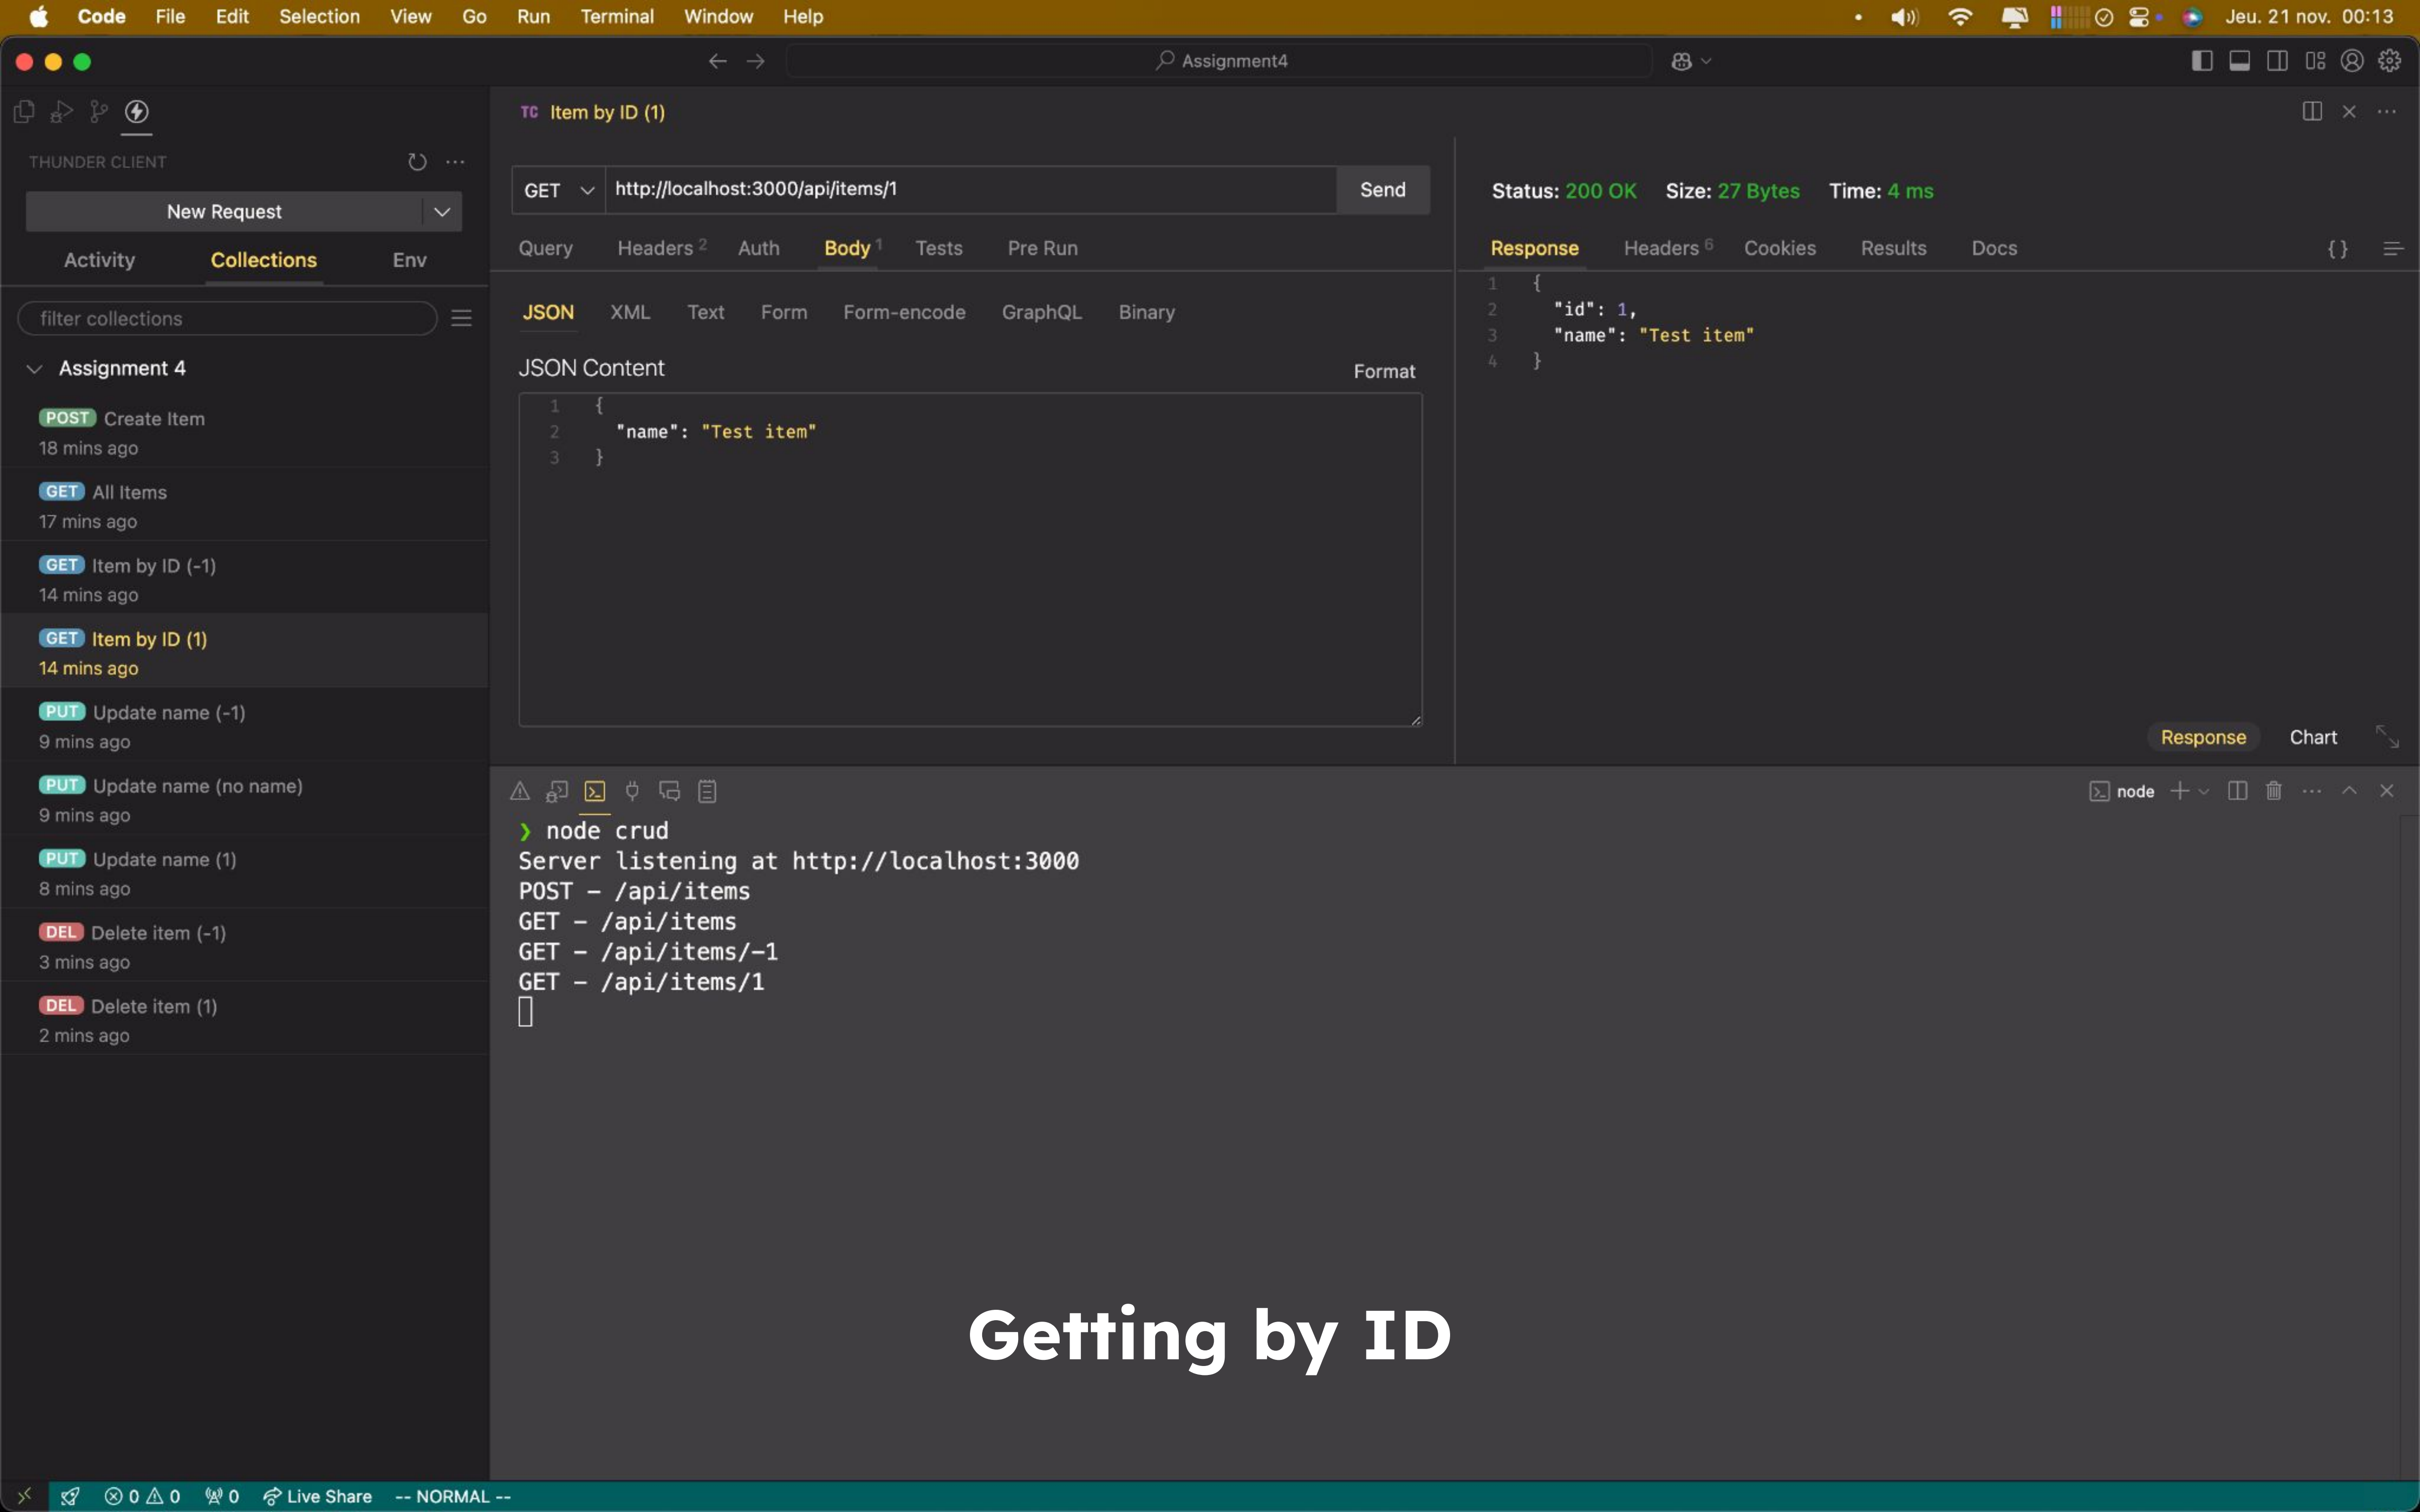 Code File Edit Selection View Go Run Terminal Window Help Jeu. 21 nov. 00:13
Assignment4
THUNDER CLIENT
New Request
Activity Collections Env
filter collections
Assignment 4
POST Create Item
18 mins ago
GET All Items
17 mins ago
GET Item by ID (-1)
14 mins ago
GET Item by ID (1)
14 mins ago
PUT Update name (-1)
9 mins ago
PUT Update name (no name)
9 mins ago
PUT Update name (1)
8 mins ago
DEL Delete item (-1)
3 mins ago
DEL Delete item (1)
2 mins ago
TC Item by ID (1)
GET http://localhost:3000/api/items/1 Send
Query Headers 2 Auth Body 1 Tests Pre Run
JSON XML Text Form Form-encode GraphQL Binary
JSON Content Format
1 {
2 "name": "Test item"
3 }
Status: 200 OK Size: 27 Bytes Time: 4 ms
Response Headers 6 Cookies Results Docs {}
1 {
2 "id": 1,
3 "name": "Test item"
4 }
Response Chart
node
❯ node crud
Server listening at http://localhost:3000
POST - /api/items
GET - /api/items
GET - /api/items/-1
GET - /api/items/1
Getting by ID
0 0 0 Live Share -- NORMAL --